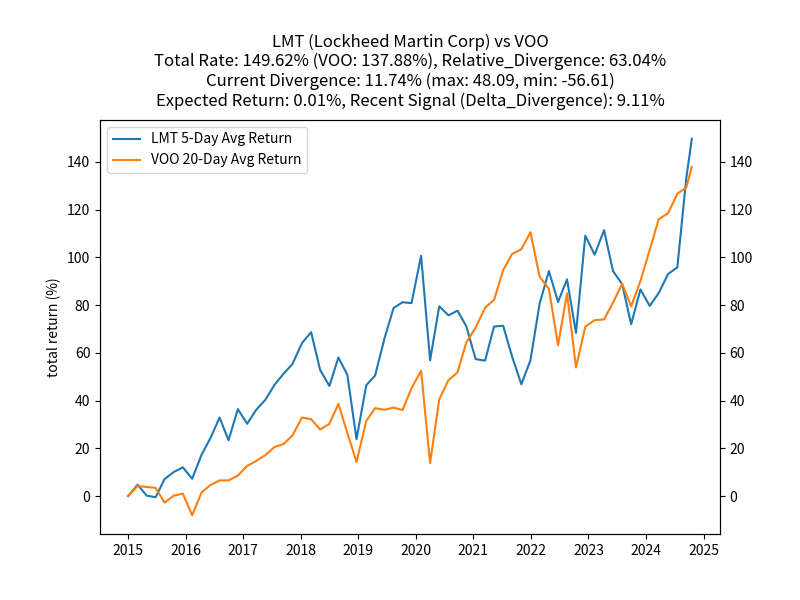 LMT (Lockheed Martin Corp) vs VOO
Total Rate: 149.62% (VOO: 137.88%), Relative_Divergence: 63.04%
Current Divergence: 11.74% (max: 48.09, min: -56.61)
Expected Return: 0.01%, Recent Signal (Delta_Divergence): 9.11%
LMT 5-Day Avg Return
VOO 20-Day Avg Return
total return (%)
140 140
120 120
100 100
80 80
60 60
40 40
20 20
0 0
2015 2016 2017 2018 2019 2020 2021 2022 2023 2024 2025